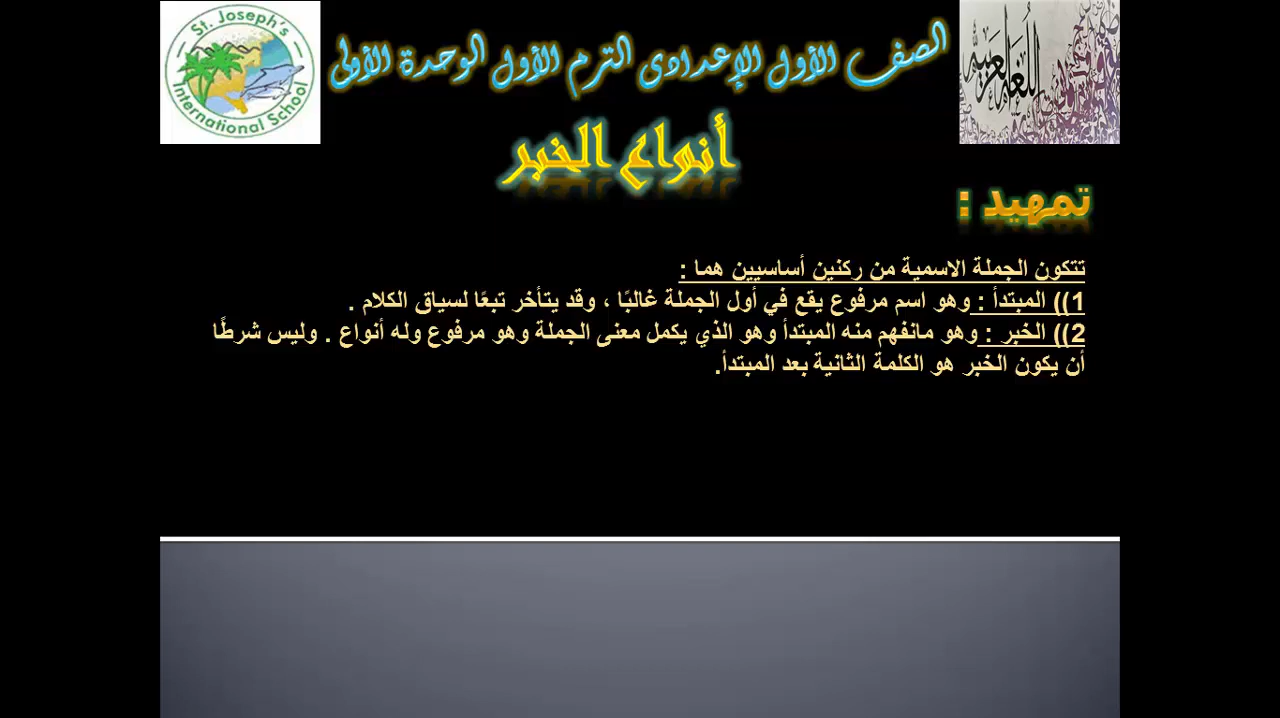 St. Joseph's
International School
الصف الأول الإعدادى الترم الأول الوحدة الأولى
اللغة العربية
أنواع الخبر
تمهيد :
تتكون الجملة الاسمية من ركنين أساسيين هما :
1)) المبتدأ : وهو اسم مرفوع يقع في أول الجملة غالبًا ، وقد يتأخر تبعًا لسياق الكلام .
2)) الخبر : وهو مانفهم منه المبتدأ وهو الذي يكمل معنى الجملة وهو مرفوع وله أنواع . وليس شرطًا
أن يكون الخبر هو الكلمة الثانية بعد المبتدأ.